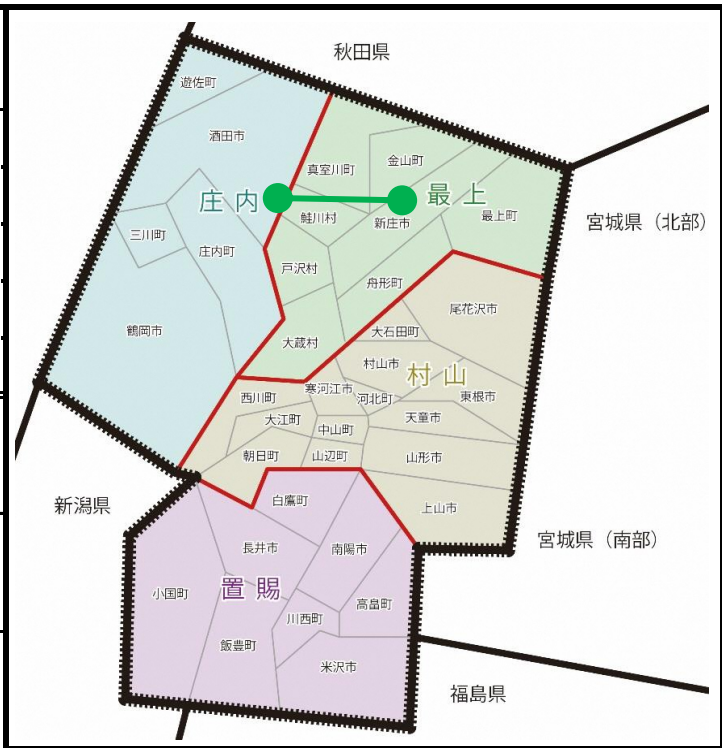 秋田県
遊佐町
酒田市
真室川町
金山町
庄内
最上
鮭川村
新庄市
最上町
宮城県（北部）
三川町
庄内町
戸沢村
舟形町
鶴岡市
大蔵村
大石田町
尾花沢市
村山市
村山
西川町
寒河江市
河北町
東根市
大江町
中山町
天童市
朝日町
山辺町
山形市
新潟県
白鷹町
上山市
宮城県（南部）
長井市
南陽市
小国町
置賜
高畠町
川西町
飯豊町
米沢市
福島県